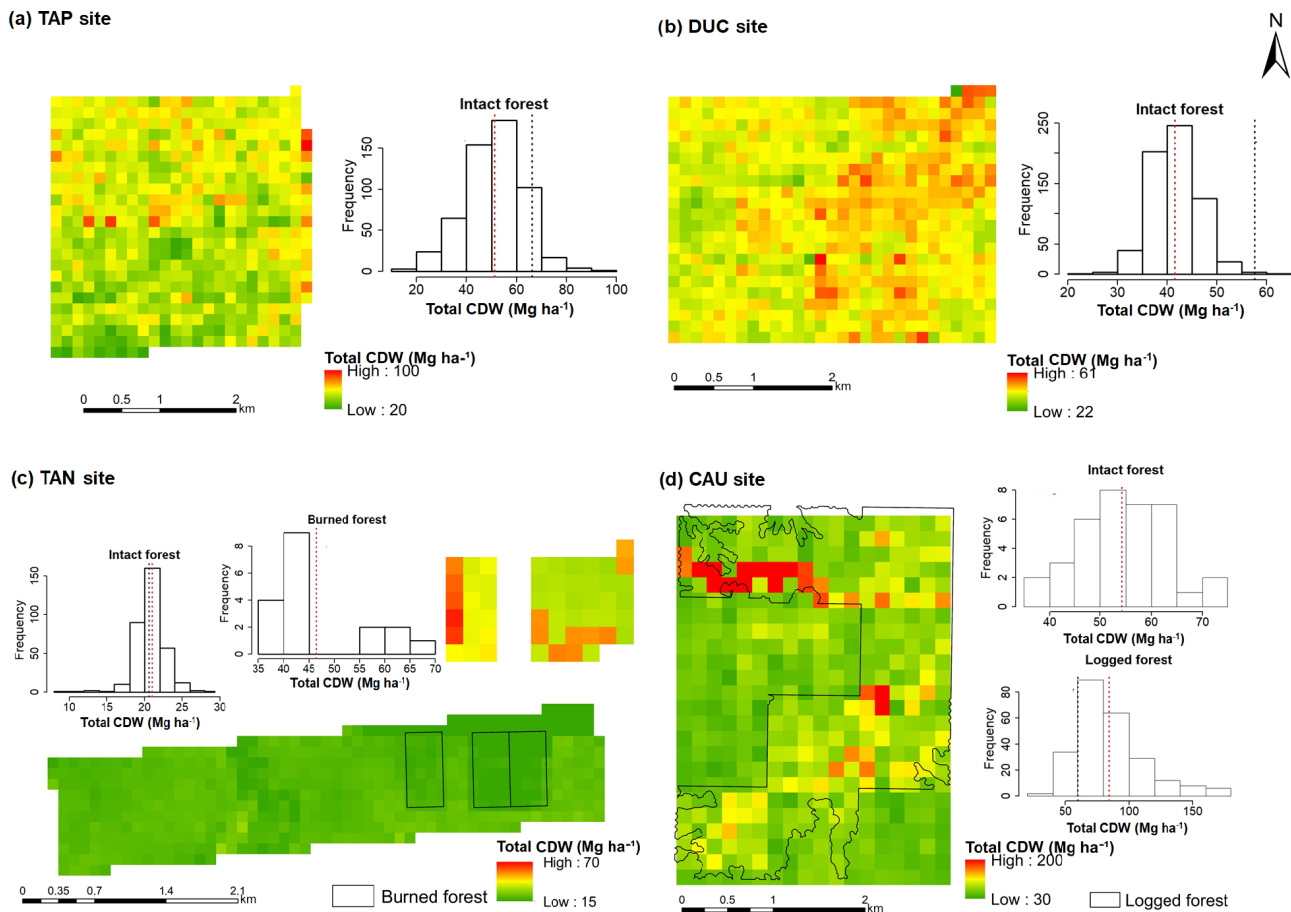 (a) TAP site
Intact forest
Frequency
0 50 100 150
20 40 60 80 100
Total CDW (Mg ha⁻¹)
Total CDW (Mg ha-¹)
High : 100
Low : 20
0 0.5 1 2
km
(b) DUC site
N
Intact forest
Frequency
0 50 150 250
20 30 40 50 60
Total CDW (Mg ha⁻¹)
Total CDW (Mg ha⁻¹)
High : 61
Low : 22
0 0.5 1 2
km
(c) TAN site
Intact forest
Frequency
0 50 100 150
10 15 20 25 30
Total CDW (Mg ha⁻¹)
Burned forest
Frequency
0 2 4 6 8
35 40 45 50 55 60 65 70
Total CDW (Mg ha⁻¹)
Total CDW (Mg ha⁻¹)
High : 70
Low : 15
0 0.35 0.7 1.4 2.1
km
Burned forest
(d) CAU site
Intact forest
Frequency
0 2 4 6 8
40 50 60 70
Total CDW (Mg ha⁻¹)
Logged forest
Frequency
0 20 40 60 80
50 100 150
Total CDW (Mg ha⁻¹)
Total CDW (Mg ha⁻¹)
High : 200
Low : 30
0 0.5 1 2
km
Logged forest